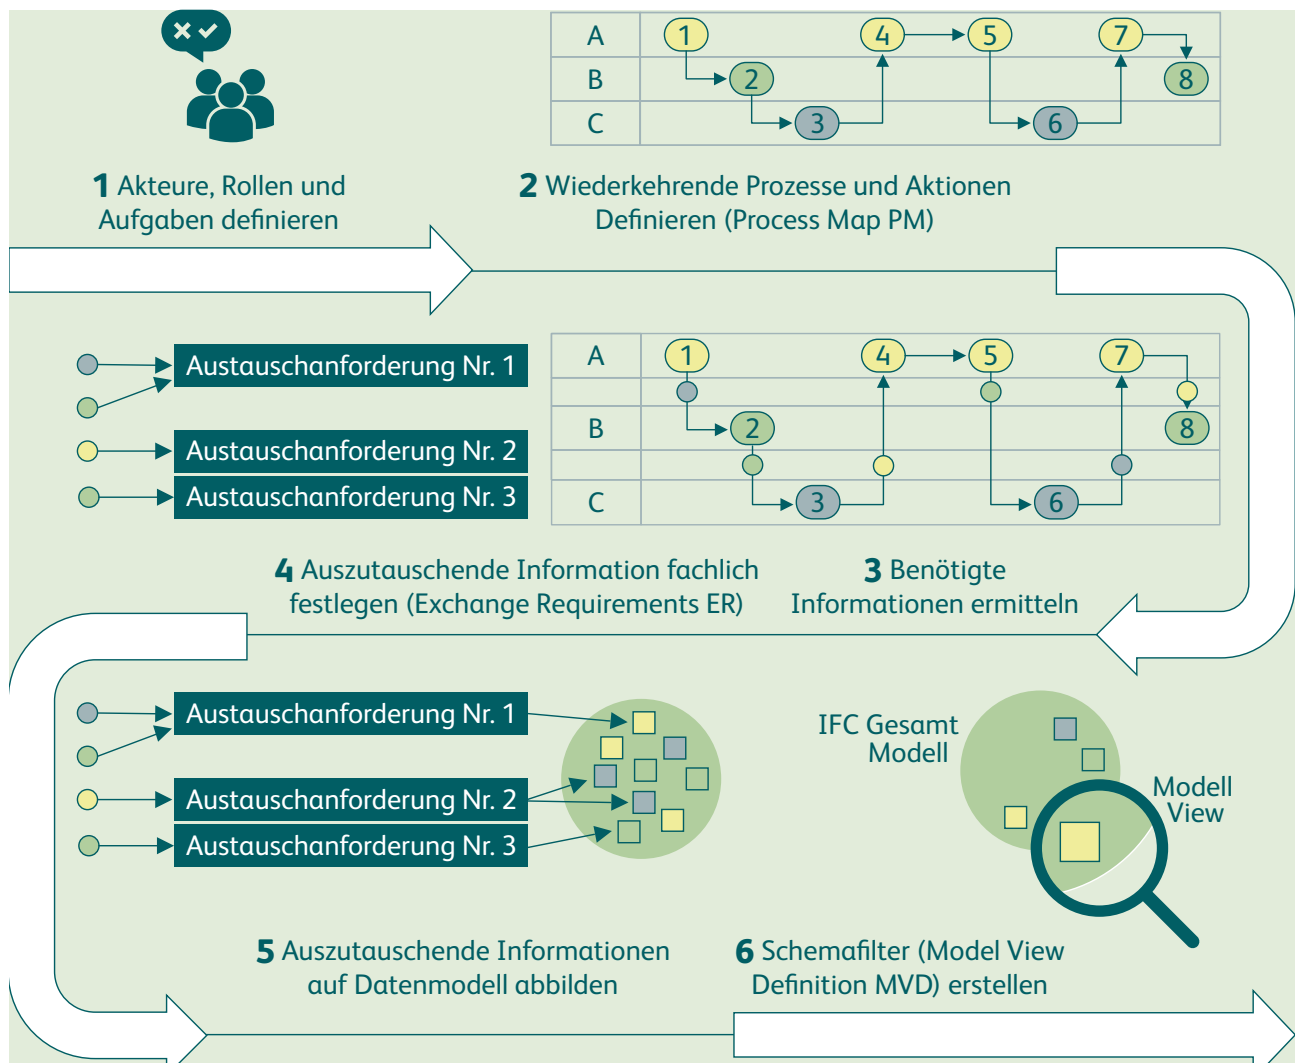 A 1 4 5 7
B 2 8
C 3 6
1 Akteure, Rollen und
Aufgaben definieren
2 Wiederkehrende Prozesse und Aktionen
Definieren (Process Map PM)
Austauschanforderung Nr. 1
Austauschanforderung Nr. 2
Austauschanforderung Nr. 3
A 1 4 5 7
B 2 8
C 3 6
4 Auszutauschende Information fachlich
festlegen (Exchange Requirements ER)
3 Benötigte
Informationen ermitteln
Austauschanforderung Nr. 1
Austauschanforderung Nr. 2
Austauschanforderung Nr. 3
IFC Gesamt
Modell
Modell
View
5 Auszutauschende Informationen
auf Datenmodell abbilden
6 Schemafilter (Model View
Definition MVD) erstellen